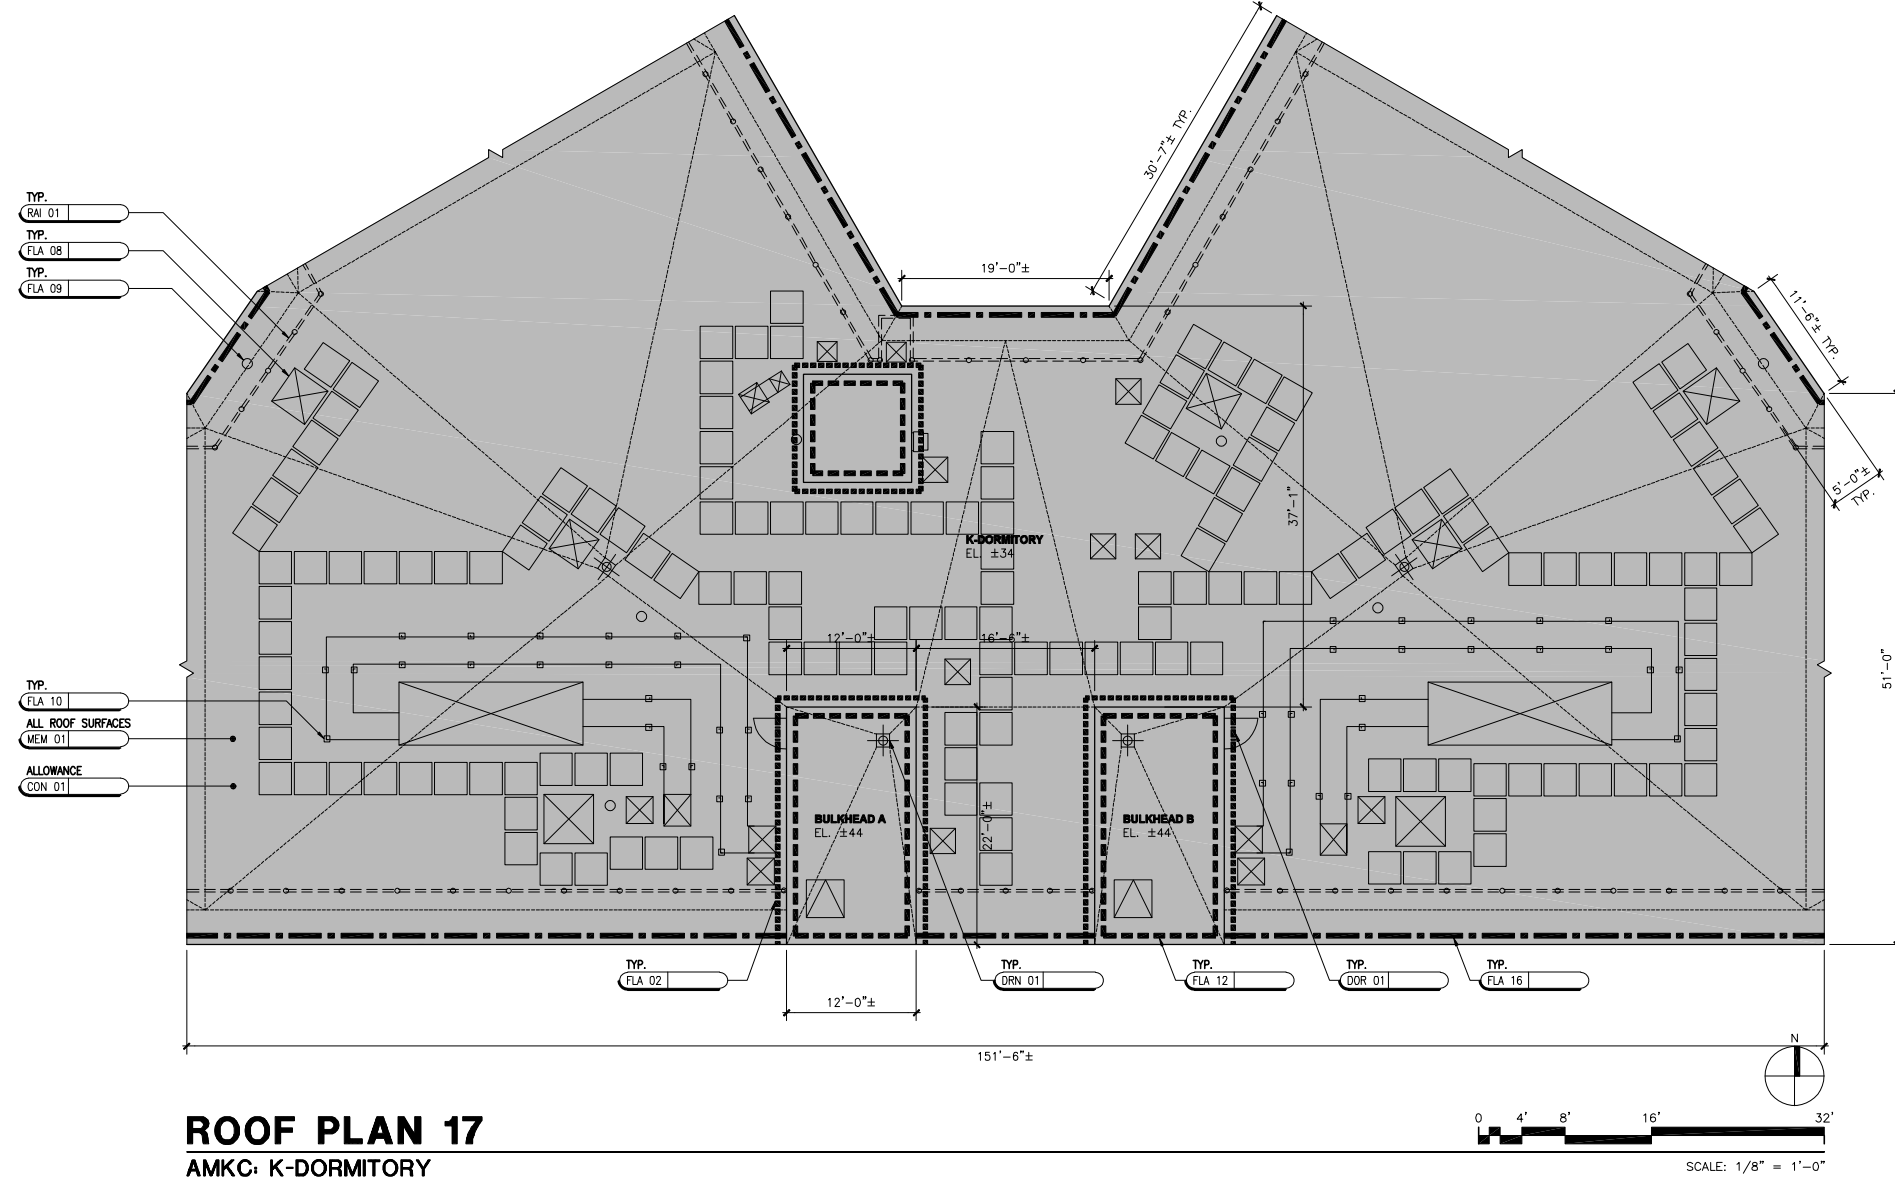 30'-7"± TYP.
19'-0"±
TYP.
RAI 01
TYP.
FLA 08
TYP.
FLA 09
11'-6"± TYP.
5'-0"±
TYP.
37'-1"
K-DORMITORY
EL. ±34
12'-0"±
16'-6"±
51'-0"
TYP.
FLA 10
ALL ROOF SURFACES
MEM 01
ALLOWANCE
CON 01
BULKHEAD A
EL. ±44
22'-0"±
BULKHEAD B
EL. ±44
TYP.
FLA 02
TYP.
DRN 01
TYP.
FLA 12
TYP.
DOR 01
TYP.
FLA 16
12'-0"±
151'-6"±
N
ROOF PLAN 17
AMKC: K-DORMITORY
0 4' 8' 16' 32'
SCALE: 1/8" = 1'-0"